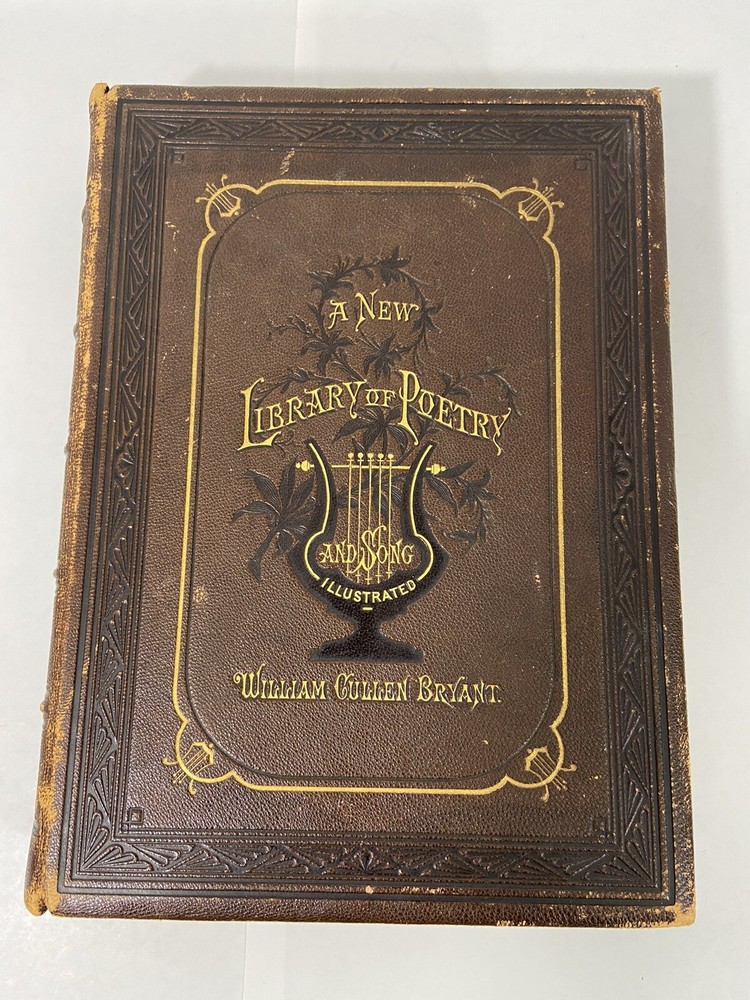 A NEW
LIBRARY OF POETRY
AND SONG
ILLUSTRATED
WILLIAM CULLEN BRYANT.